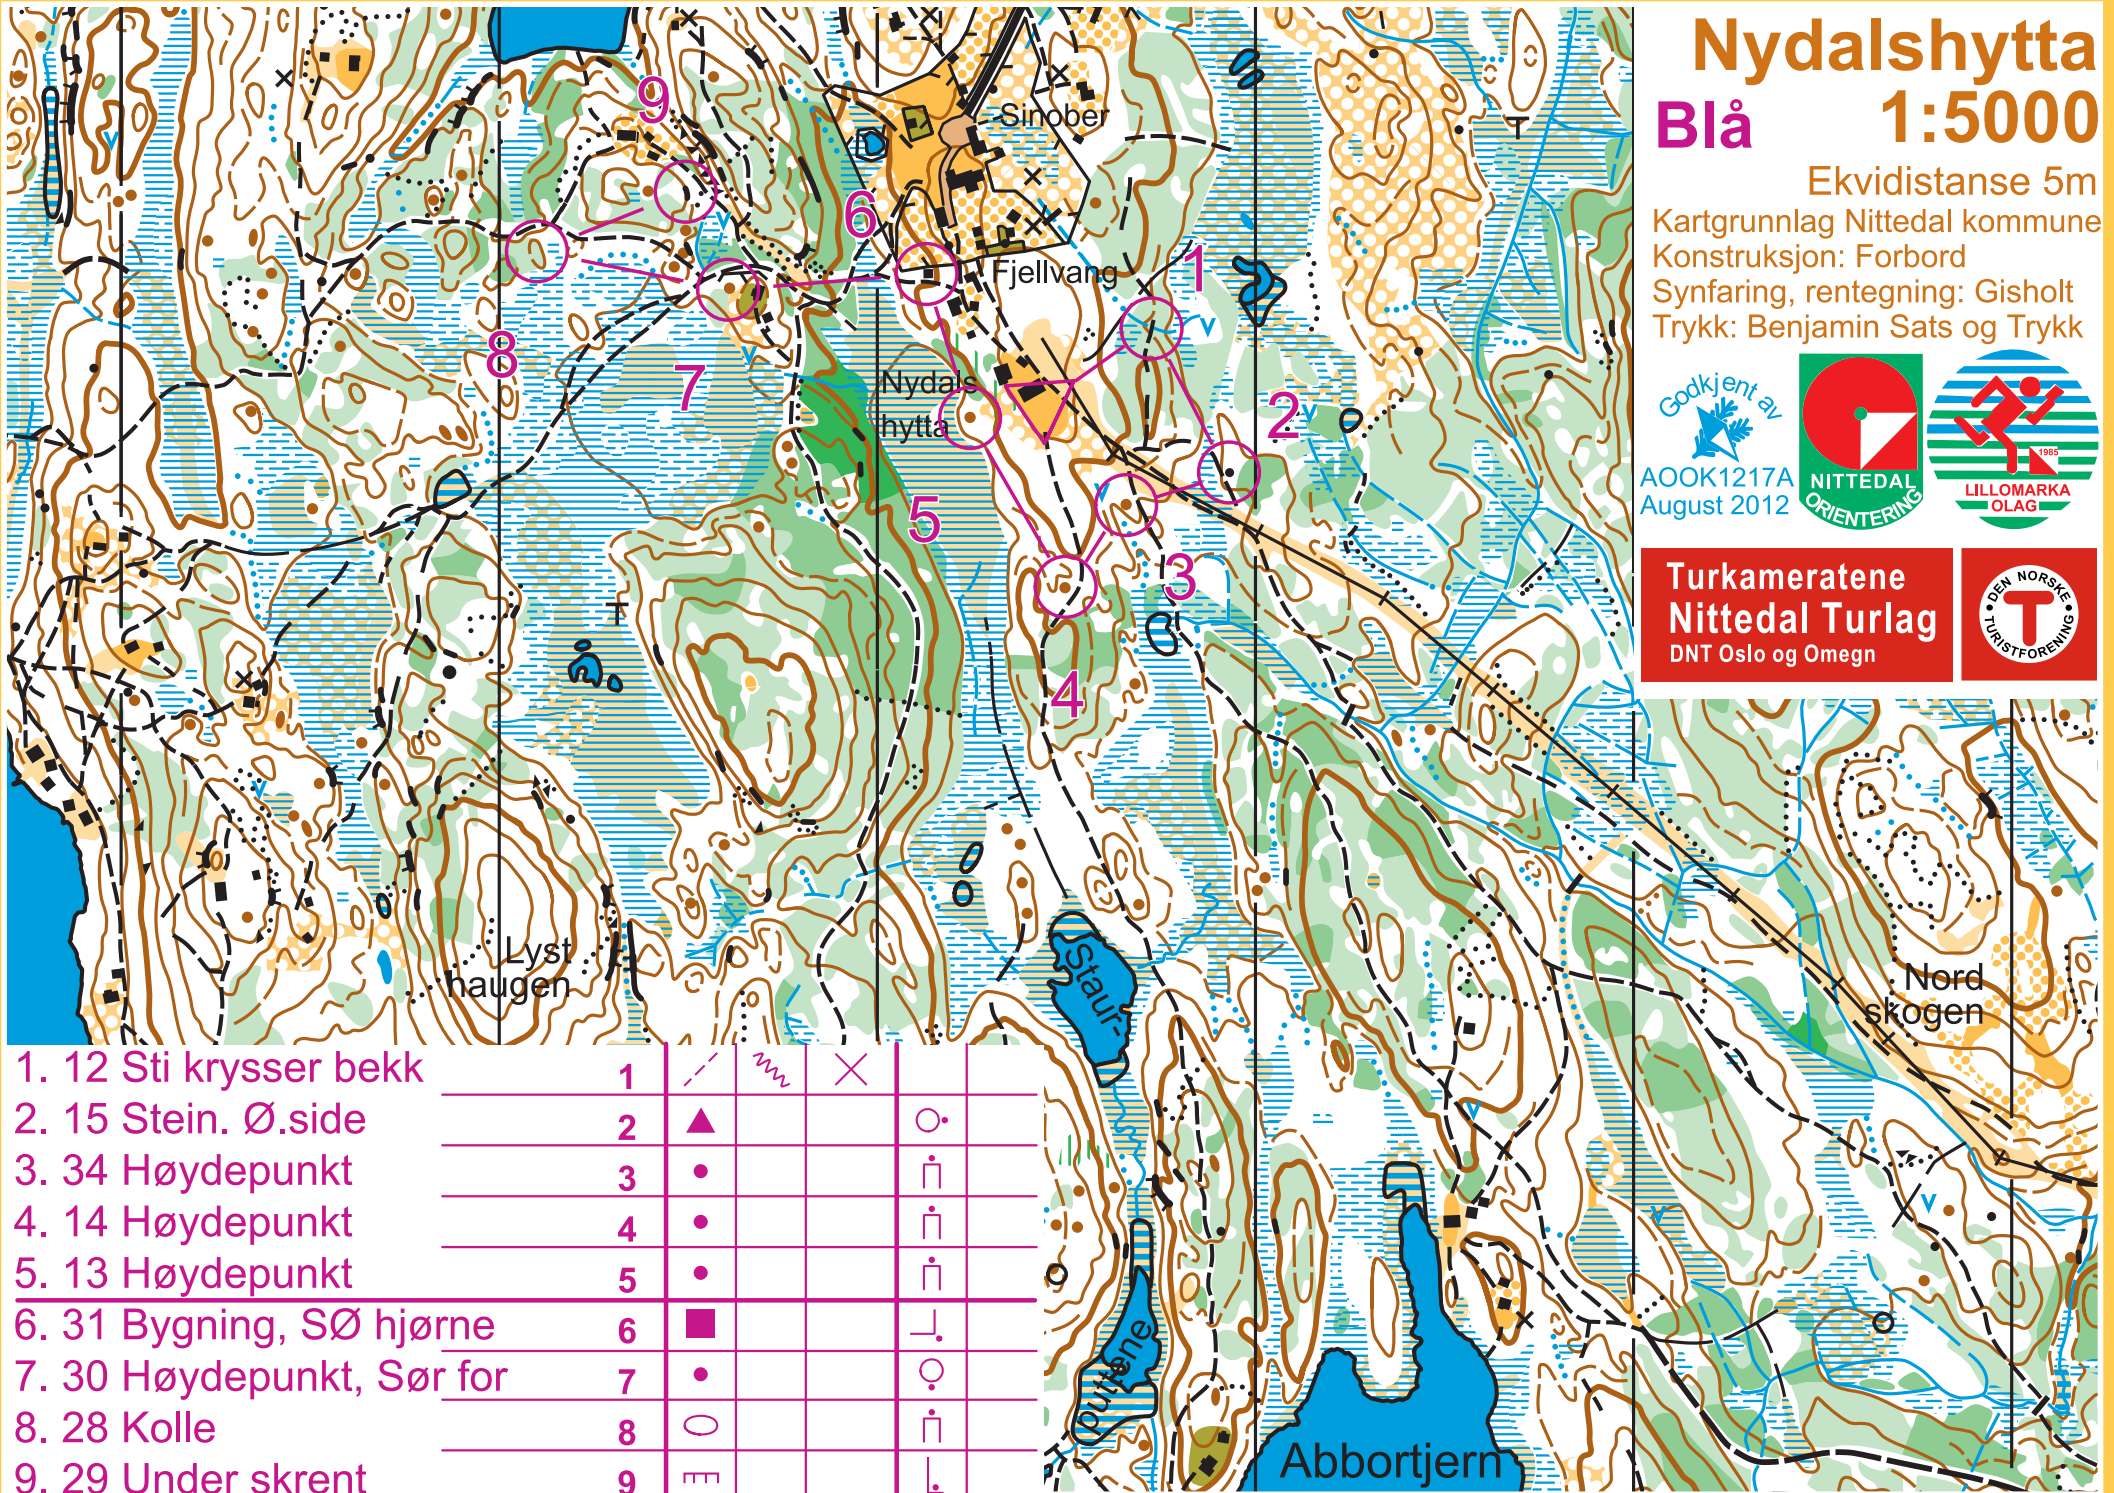 Nydalshytta
Blå 1:5000
Ekvidistanse 5m
Kartgrunnlag Nittedal kommune
Konstruksjon: Forbord
Synfaring, rentegning: Gisholt
Trykk: Benjamin Sats og Trykk
Godkjent av
AOOK1217A
August 2012
NITTEDAL
ORIENTERING
1985
LILLOMARKA
OLAG
Turkameratene
Nittedal Turlag
DNT Oslo og Omegn
DEN NORSKE
T
TURISTFORENING
9
Sinober
6
Fjellvang
1
8
7
Nydals
hytta
2
5
3
4
Lyst
haugen
Staur-
puttene
Nord
skogen
Abbortjern
1. 12 Sti krysser bekk 1
2. 15 Stein. Ø.side 2
3. 34 Høydepunkt 3
4. 14 Høydepunkt 4
5. 13 Høydepunkt 5
6. 31 Bygning, SØ hjørne 6
7. 30 Høydepunkt, Sør for 7
8. 28 Kolle 8
9. 29 Under skrent 9